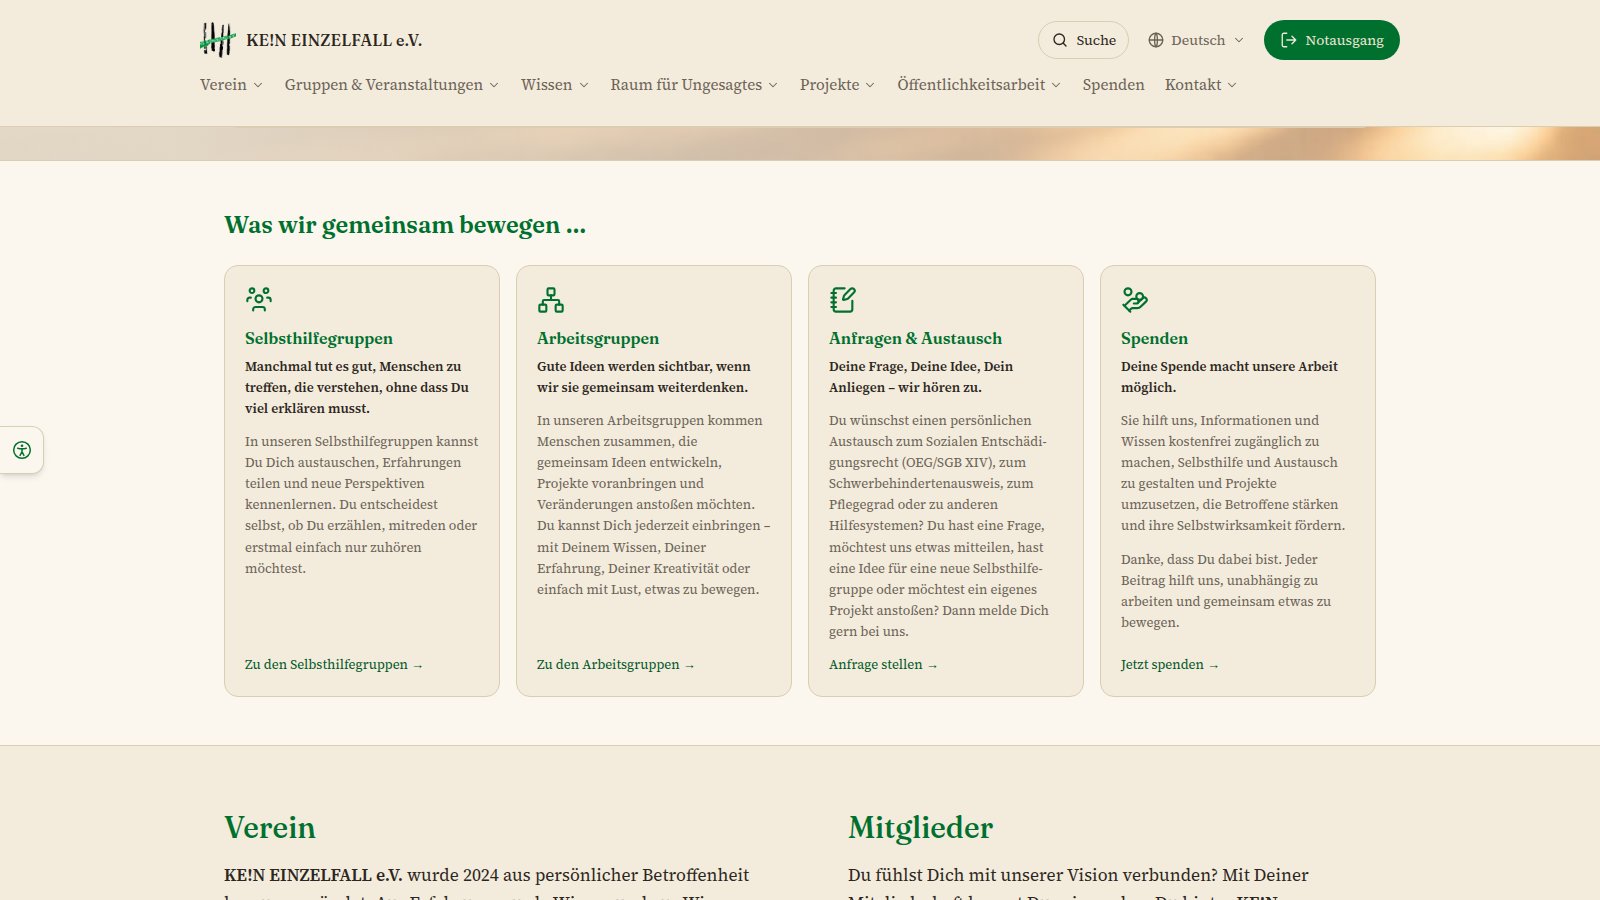 KE!N EINZELFALL e.V.
Suche
Deutsch
Notausgang
Verein
Gruppen & Veranstaltungen
Wissen
Raum für Ungesagtes
Projekte
Öffentlichkeitsarbeit
Spenden
Kontakt
Was wir gemeinsam bewegen ...
Selbsthilfegruppen
Manchmal tut es gut, Menschen zu
treffen, die verstehen, ohne dass Du
viel erklären musst.
In unseren Selbsthilfegruppen kannst
Du Dich austauschen, Erfahrungen
teilen und neue Perspektiven
kennenlernen. Du entscheidest
selbst, ob Du erzählen, mitreden oder
erstmal einfach nur zuhören
möchtest.
Zu den Selbsthilfegruppen →
Arbeitsgruppen
Gute Ideen werden sichtbar, wenn
wir sie gemeinsam weiterdenken.
In unseren Arbeitsgruppen kommen
Menschen zusammen, die
gemeinsam Ideen entwickeln,
Projekte voranbringen und
Veränderungen anstoßen möchten.
Du kannst Dich jederzeit einbringen –
mit Deinem Wissen, Deiner
Erfahrung, Deiner Kreativität oder
einfach mit Lust, etwas zu bewegen.
Zu den Arbeitsgruppen →
Anfragen & Austausch
Deine Frage, Deine Idee, Dein
Anliegen – wir hören zu.
Du wünschst einen persönlichen
Austausch zum Sozialen Entschädi-
gungsrecht (OEG/SGB XIV), zum
Schwerbehindertenausweis, zum
Pflegegrad oder zu anderen
Hilfesystemen? Du hast eine Frage,
möchtest uns etwas mitteilen, hast
eine Idee für eine neue Selbsthilfe-
gruppe oder möchtest ein eigenes
Projekt anstoßen? Dann melde Dich
gern bei uns.
Anfrage stellen →
Spenden
Deine Spende macht unsere Arbeit
möglich.
Sie hilft uns, Informationen und
Wissen kostenfrei zugänglich zu
machen, Selbsthilfe und Austausch
zu gestalten und Projekte
umzusetzen, die Betroffene stärken
und ihre Selbstwirksamkeit fördern.
Danke, dass Du dabei bist. Jeder
Beitrag hilft uns, unabhängig zu
arbeiten und gemeinsam etwas zu
bewegen.
Jetzt spenden →
Verein
KE!N EINZELFALL e.V. wurde 2024 aus persönlicher Betroffenheit
Mitglieder
Du fühlst Dich mit unserer Vision verbunden? Mit Deiner